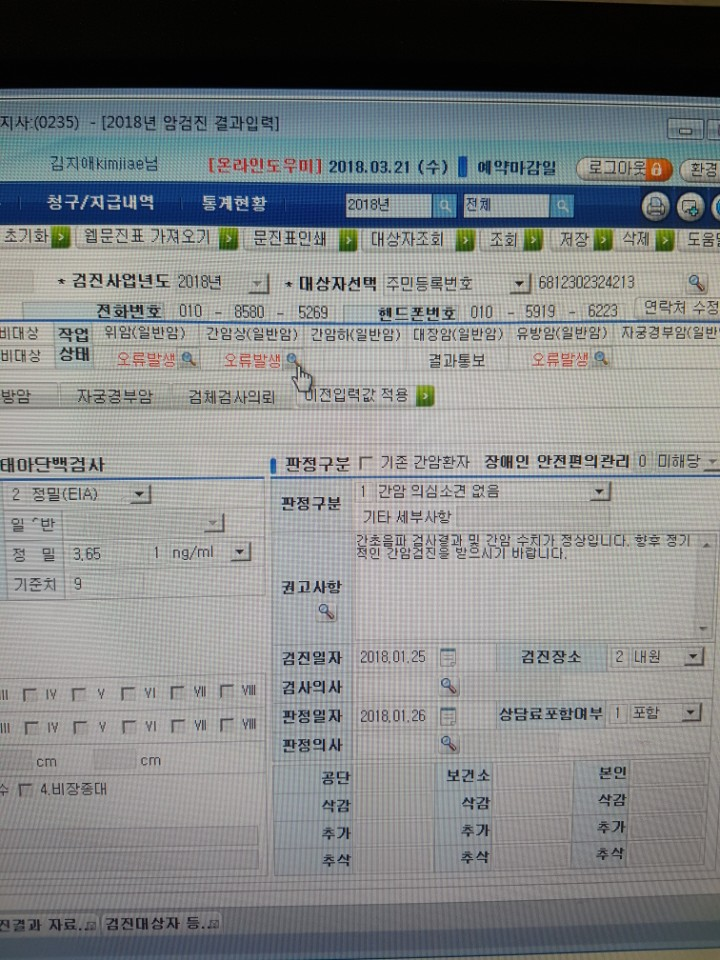 지사:(0235) - [2018년 암검진 결과입력]
김지애kimjiae님 [온라인도우미] 2018.03.21 (수) 예약마감일 로그아웃 환경
청구/지급내역 통계현황 2018년 전체
초기화 웹문진표 가져오기 문진표인쇄 대상자조회 조회 저장 삭제 도움말
* 검진사업년도 2018년 * 대상자선택 주민등록번호 6812302324213
전화번호 010 - 8580 - 5269 핸드폰번호 010 - 5919 - 6223 연락처 수정
비대상 작업 위암(일반암) 간암상(일반암) 간암하(일반암) 대장암(일반암) 유방암(일반암) 자궁경부암(일반
비대상 상태 오류발생 오류발생 결과통보 오류발생
방암 자궁경부암 검체검사의뢰 이전입력값 적용
태아단백검사 판정구분 기존 간암환자 장애인 안전편의관리 0 미해당
2 정밀(EIA) 판정구분 1 간암 의심소견 없음
일 반 기타 세부사항
정 밀 3.65 1 ng/ml 간초음파 검사결과 및 간암 수치가 정상입니다. 향후 정기
적인 간암검진을 받으시기 바랍니다.
기준치 9 권고사항
검진일자 2018.01.25 검진장소 2 내원
III IV V VI VII VIII 검사의사
III IV V VI VII VIII 판정일자 2018.01.26 상담료포함여부 1 포함
cm cm 판정의사
수 4.비장종대 공단 보건소 본인
삭감 삭감 삭감
추가 추가 추가
추삭 추삭 추삭
진결과 자료.. 검진대상자 등..